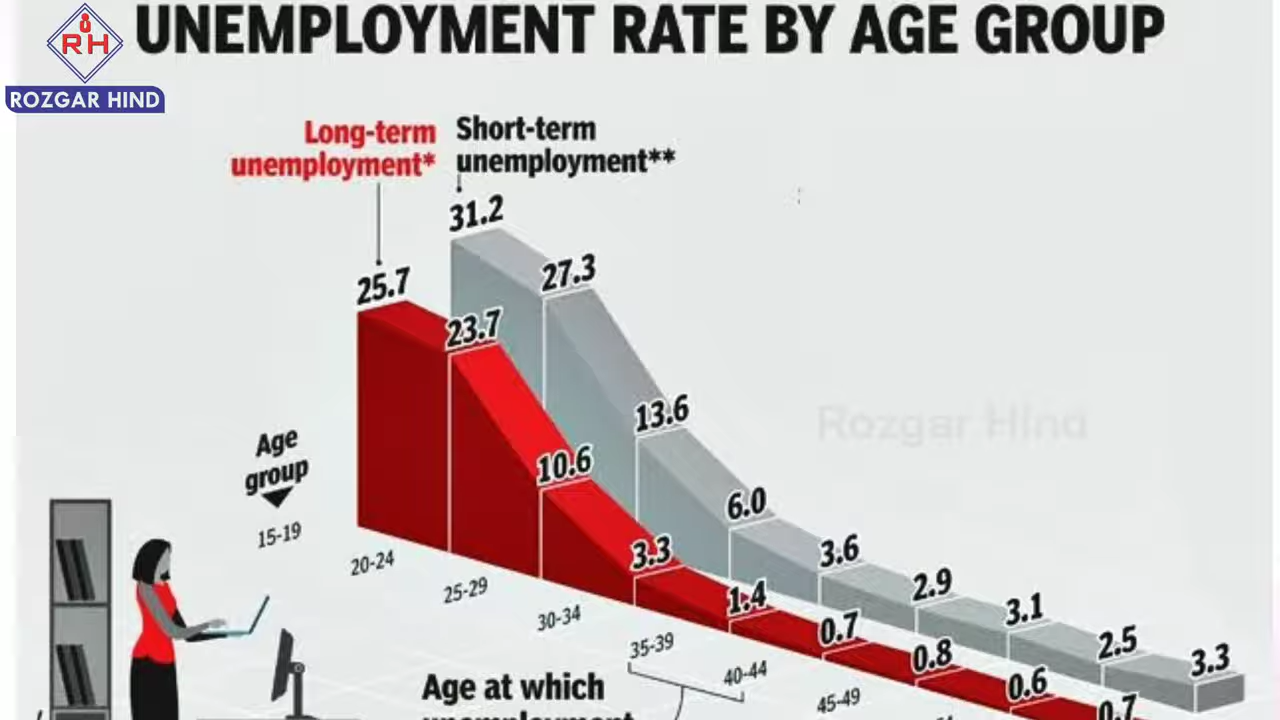 UNEMPLOYMENT RATE BY AGE GROUP
RH
ROZGAR HIND
Long-term
unemployment*
Short-term
unemployment**
31.2
27.3
25.7
23.7
13.6
10.6
6.0
3.3
3.6
1.4
2.9
0.7
3.1
0.8
2.5
0.6
3.3
0.7
Rozgar Hind
Age
group
15-19
20-24
25-29
30-34
35-39
40-44
45-49
Age at which
unemployment